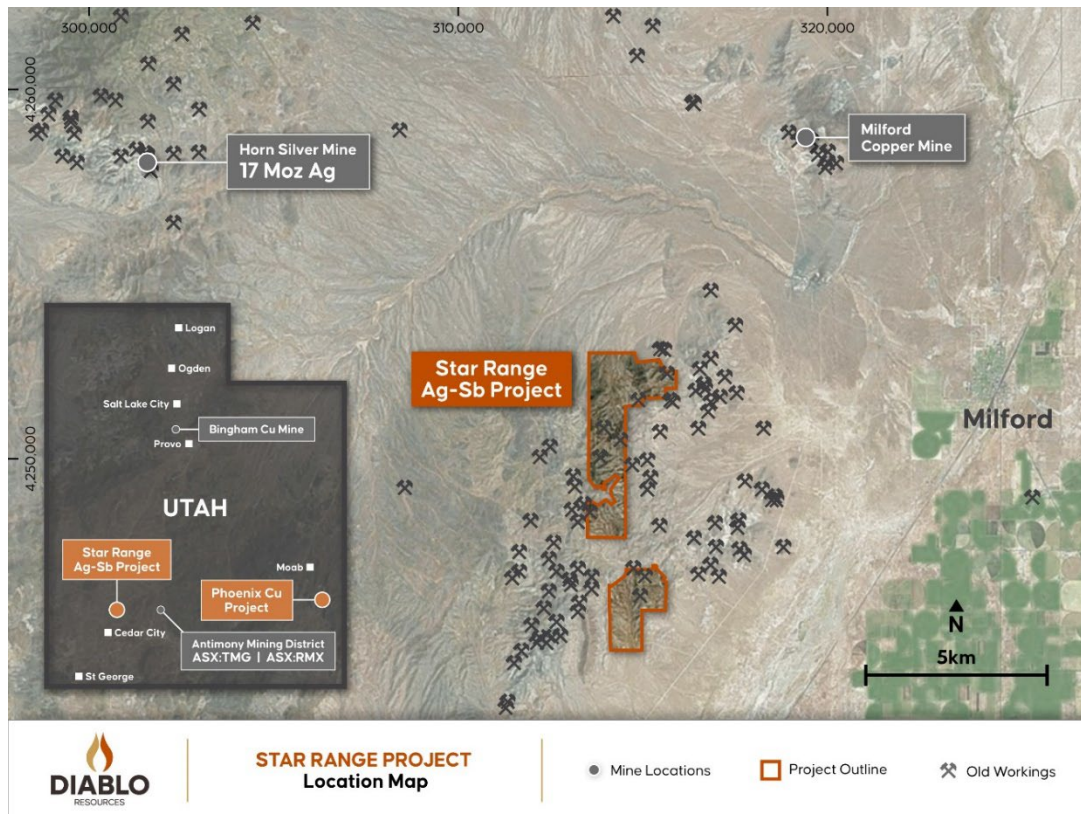 300,000
310,000
320,000
4,260,000
4,250,000
Horn Silver Mine
17 Moz Ag
Milford
Copper Mine
Star Range
Ag-Sb Project
Milford
Logan
Ogden
Salt Lake City
Bingham Cu Mine
Provo
UTAH
Star Range
Ag-Sb Project
Moab
Phoenix Cu
Project
Cedar City
Antimony Mining District
ASX:TMG | ASX:RMX
St George
N
5km
DIABLO
RESOURCES
STAR RANGE PROJECT
Location Map
Mine Locations
Project Outline
Old Workings